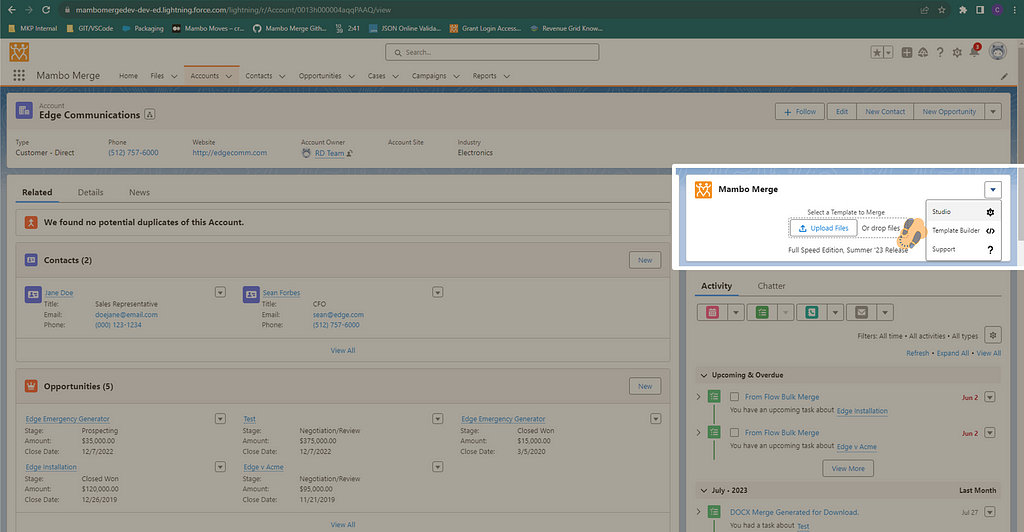 mambomergedev-dev-ed.lightning.force.com/lightning/r/Account/0013h000004aqqPAAQ/view
MKP Internal GIT/VSCode Packaging Mambo Moves – cr... Mambo Merge Gith... 2:41 JSON Online Valida... Grant Login Access... Revenue Grid Know...
Search...
3
Mambo Merge Home Files Accounts Contacts Opportunities Cases Campaigns Reports
Account
Edge Communications
+ Follow Edit New Contact New Opportunity
Type Phone Website Account Owner Account Site Industry
Customer - Direct (512) 757-6000 http://edgecomm.com RD Team Electronics
Related Details News
We found no potential duplicates of this Account.
Contacts (2) New
Jane Doe Sean Forbes
Title: Sales Representative Title: CFO
Email: doejane@email.com Email: sean@edge.com
Phone: (000) 123-1234 Phone: (512) 757-6000
View All
Opportunities (5) New
Edge Emergency Generator Test Edge Emergency Generator
Stage: Prospecting Stage: Negotiation/Review Stage: Closed Won
Amount: $35,000.00 Amount: $375,000.00 Amount: $15,000.00
Close Date: 12/7/2022 Close Date: 12/7/2022 Close Date: 3/5/2020
Edge Installation Edge v Acme
Stage: Closed Won Stage: Negotiation/Review
Amount: $120,000.00 Amount: $95,000.00
Close Date: 12/26/2019 Close Date: 11/21/2019
View All
Mambo Merge
Select a Template to Merge
Upload Files Or drop files
Full Speed Edition, Summer '23 Release
Studio
Template Builder
Support
Activity Chatter
Filters: All time • All activities • All types
Refresh • Expand All • View All
Upcoming & Overdue
From Flow Bulk Merge Jun 2
You have an upcoming task about Edge Installation
From Flow Bulk Merge Jun 2
You have an upcoming task about Edge v Acme
View More
July • 2023 Last Month
DOCX Merge Generated for Download. Jul 27
You had a task about Test